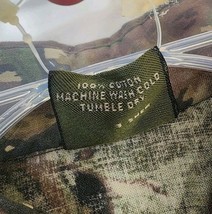 100% COTTON
MACHINE WASH COLD
TUMBLE DRY